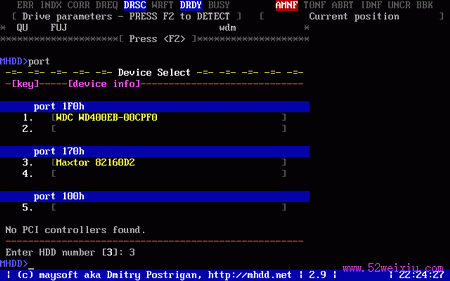 ERR INDX CORR DREQ DRSC WRFT DRDY BUSY AMNF TONF ABRT IDNF UNCR BBK
[ Drive parameters - PRESS F2 to DETECT ] [ Current position ]
* QU FUJ wdm *
*******************[ Press <F2> ]*******************
MHDD>port
-=- -=- -=- -=- Device Select -=- -=- -=- -=-
-[key]-----[device info]----------------------------
port 1F0h
1. [WDC WD400EB-00CPF0 ]
2. [ ]
port 170h
3. [Maxtor 82160D2 ]
4. [ ]
port 100h
5. [ ]
No PCI controllers found.
----------------------------------------------------
Enter HDD number [3]: 3
MHDD>_
www.52weixiu.com
| (c) maysoft aka Dmitry Postrigan, http://mhdd.net | 2.9 | | 22:24:27